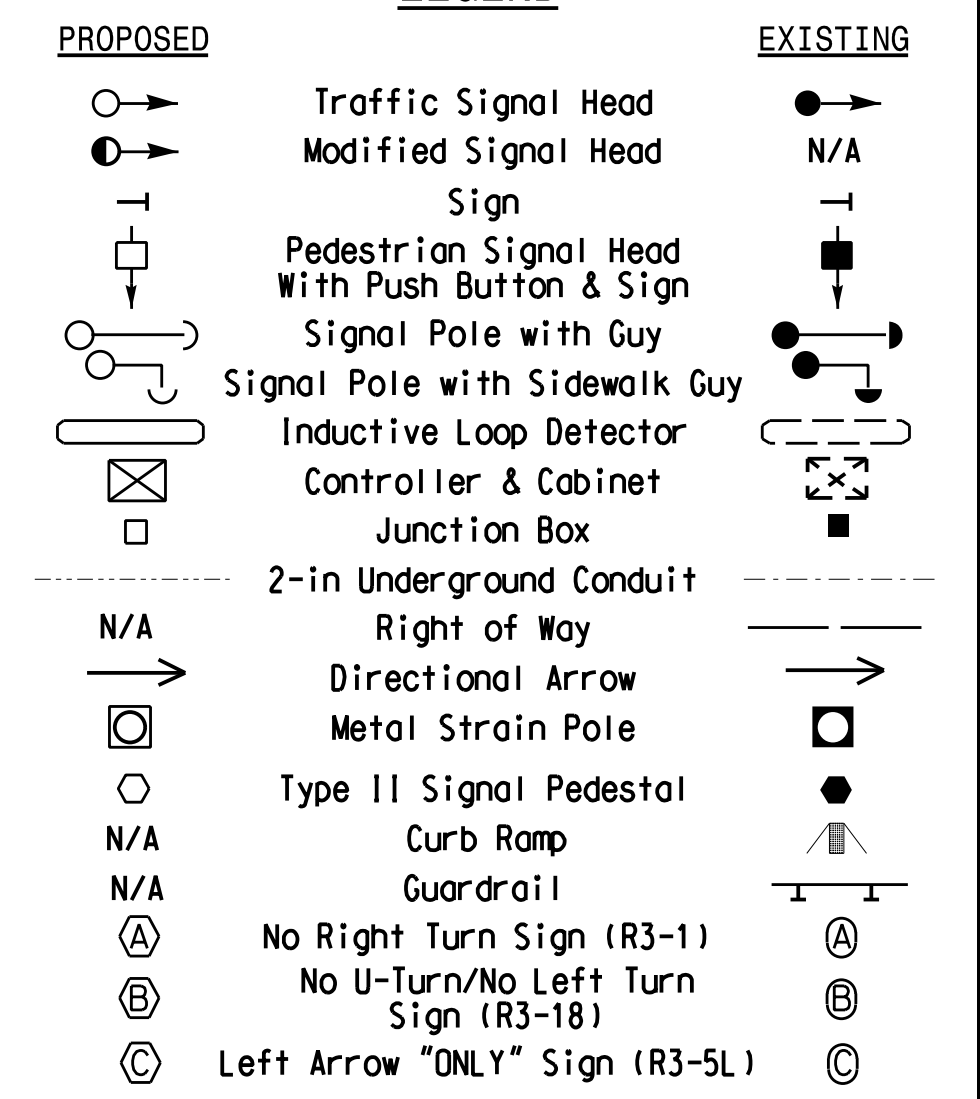 LEGEND
PROPOSED EXISTING
Traffic Signal Head
Modified Signal Head N/A
Sign
Pedestrian Signal Head
With Push Button & Sign
Signal Pole with Guy
Signal Pole with Sidewalk Guy
Inductive Loop Detector
Controller & Cabinet
Junction Box
2-in Underground Conduit
N/A Right of Way
Directional Arrow
Metal Strain Pole
Type II Signal Pedestal
N/A Curb Ramp
N/A Guardrail
A No Right Turn Sign (R3-1) A
No U-Turn/No Left Turn
B Sign (R3-18) B
C Left Arrow "ONLY" Sign (R3-5L) C